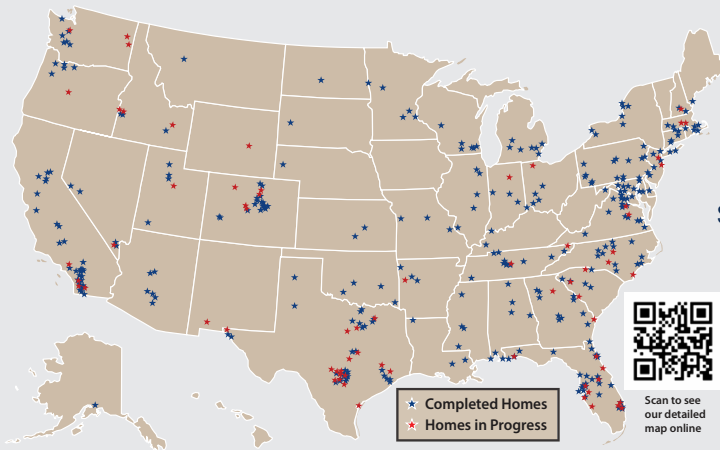 S
Completed Homes
Homes in Progress
Scan to see
our detailed
map online